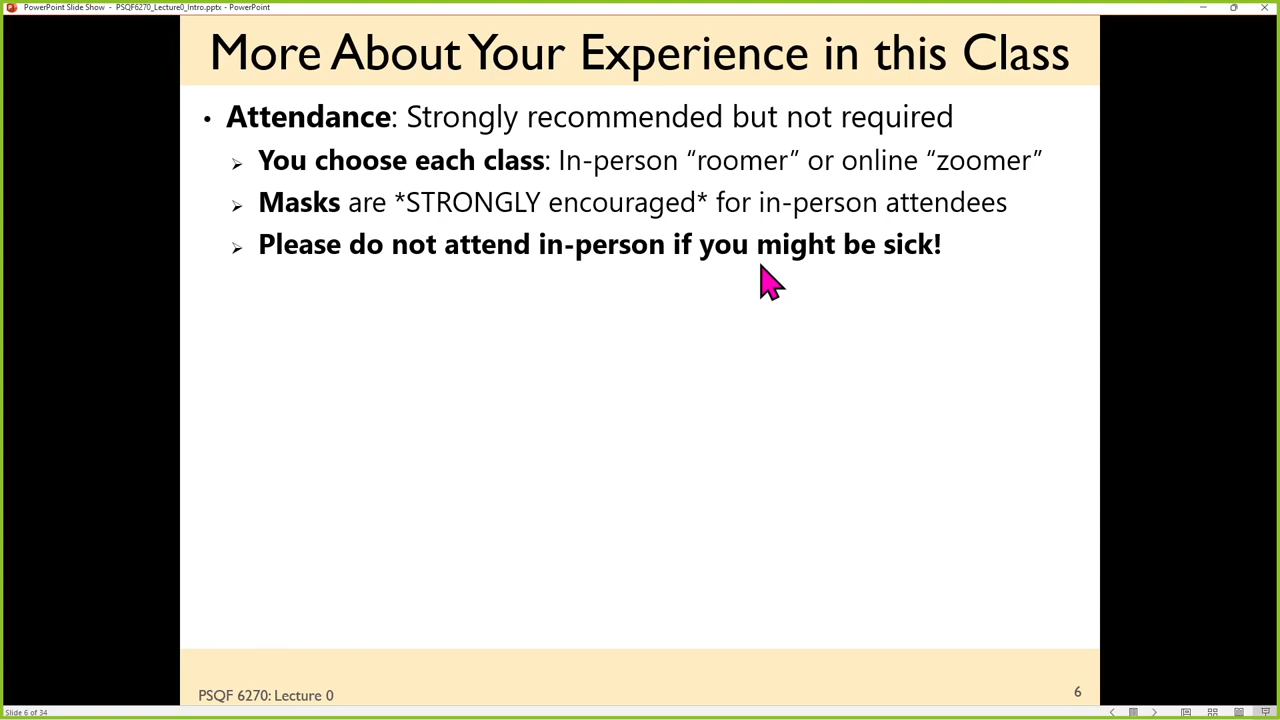 PowerPoint Slide Show - PSQF6270_Lecture0_Intro.pptx - PowerPoint
More About Your Experience in this Class
• Attendance: Strongly recommended but not required
➢ You choose each class: In-person “roomer” or online “zoomer”
➢ Masks are *STRONGLY encouraged* for in-person attendees
➢ Please do not attend in-person if you might be sick!
PSQF 6270: Lecture 0
6
Slide 6 of 34